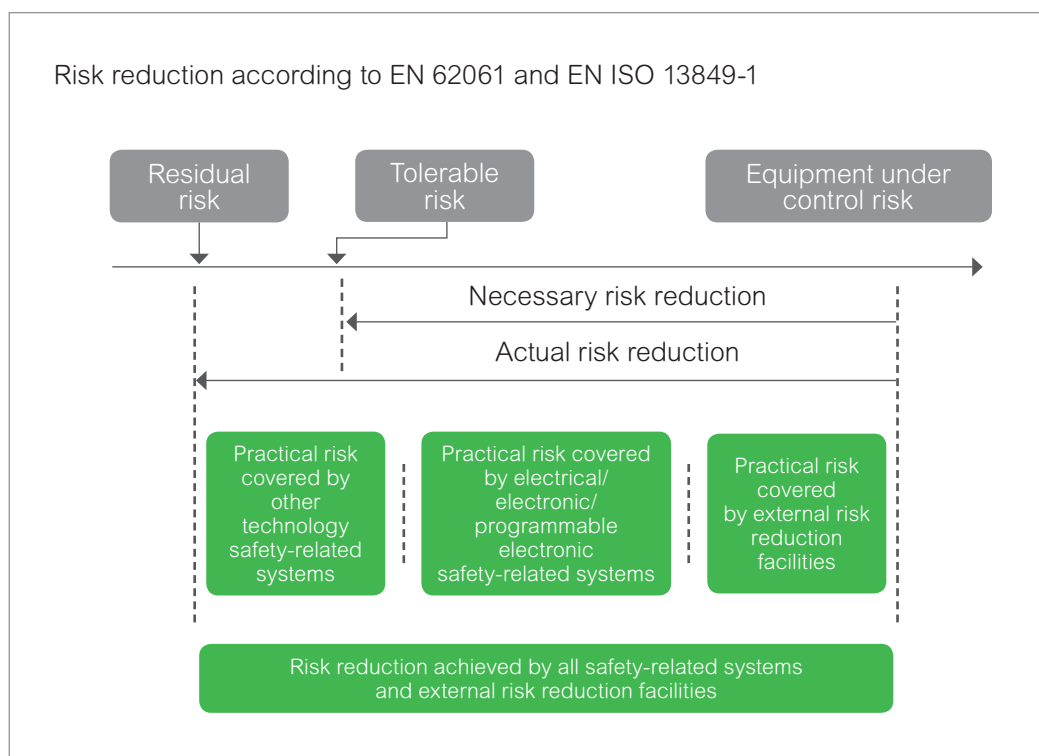 Risk reduction according to EN 62061 and EN ISO 13849-1
Residual
risk
Tolerable
risk
Equipment under
control risk
Necessary risk reduction
Actual risk reduction
Practical risk
covered by
other
technology
safety-related
systems
Practical risk covered
by electrical/
electronic/
programmable
electronic
safety-related systems
Practical risk
covered
by external risk
reduction
facilities
Risk reduction achieved by all safety-related systems
and external risk reduction facilities